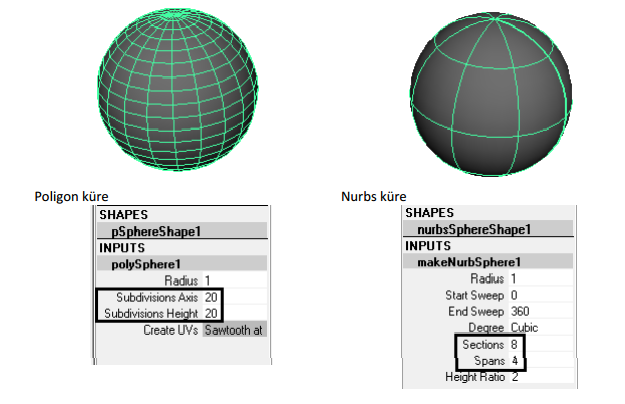 Poligon küre
SHAPES
pSphereShape1
INPUTS
polySphere1
Radius 1
Subdivisions Axis 20
Subdivisions Height 20
Create UVs Sawtooth at
Nurbs küre
SHAPES
nurbsSphereShape1
INPUTS
makeNurbSphere1
Radius 1
Start Sweep 0
End Sweep 360
Degree Cubic
Sections 8
Spans 4
Height Ratio 2